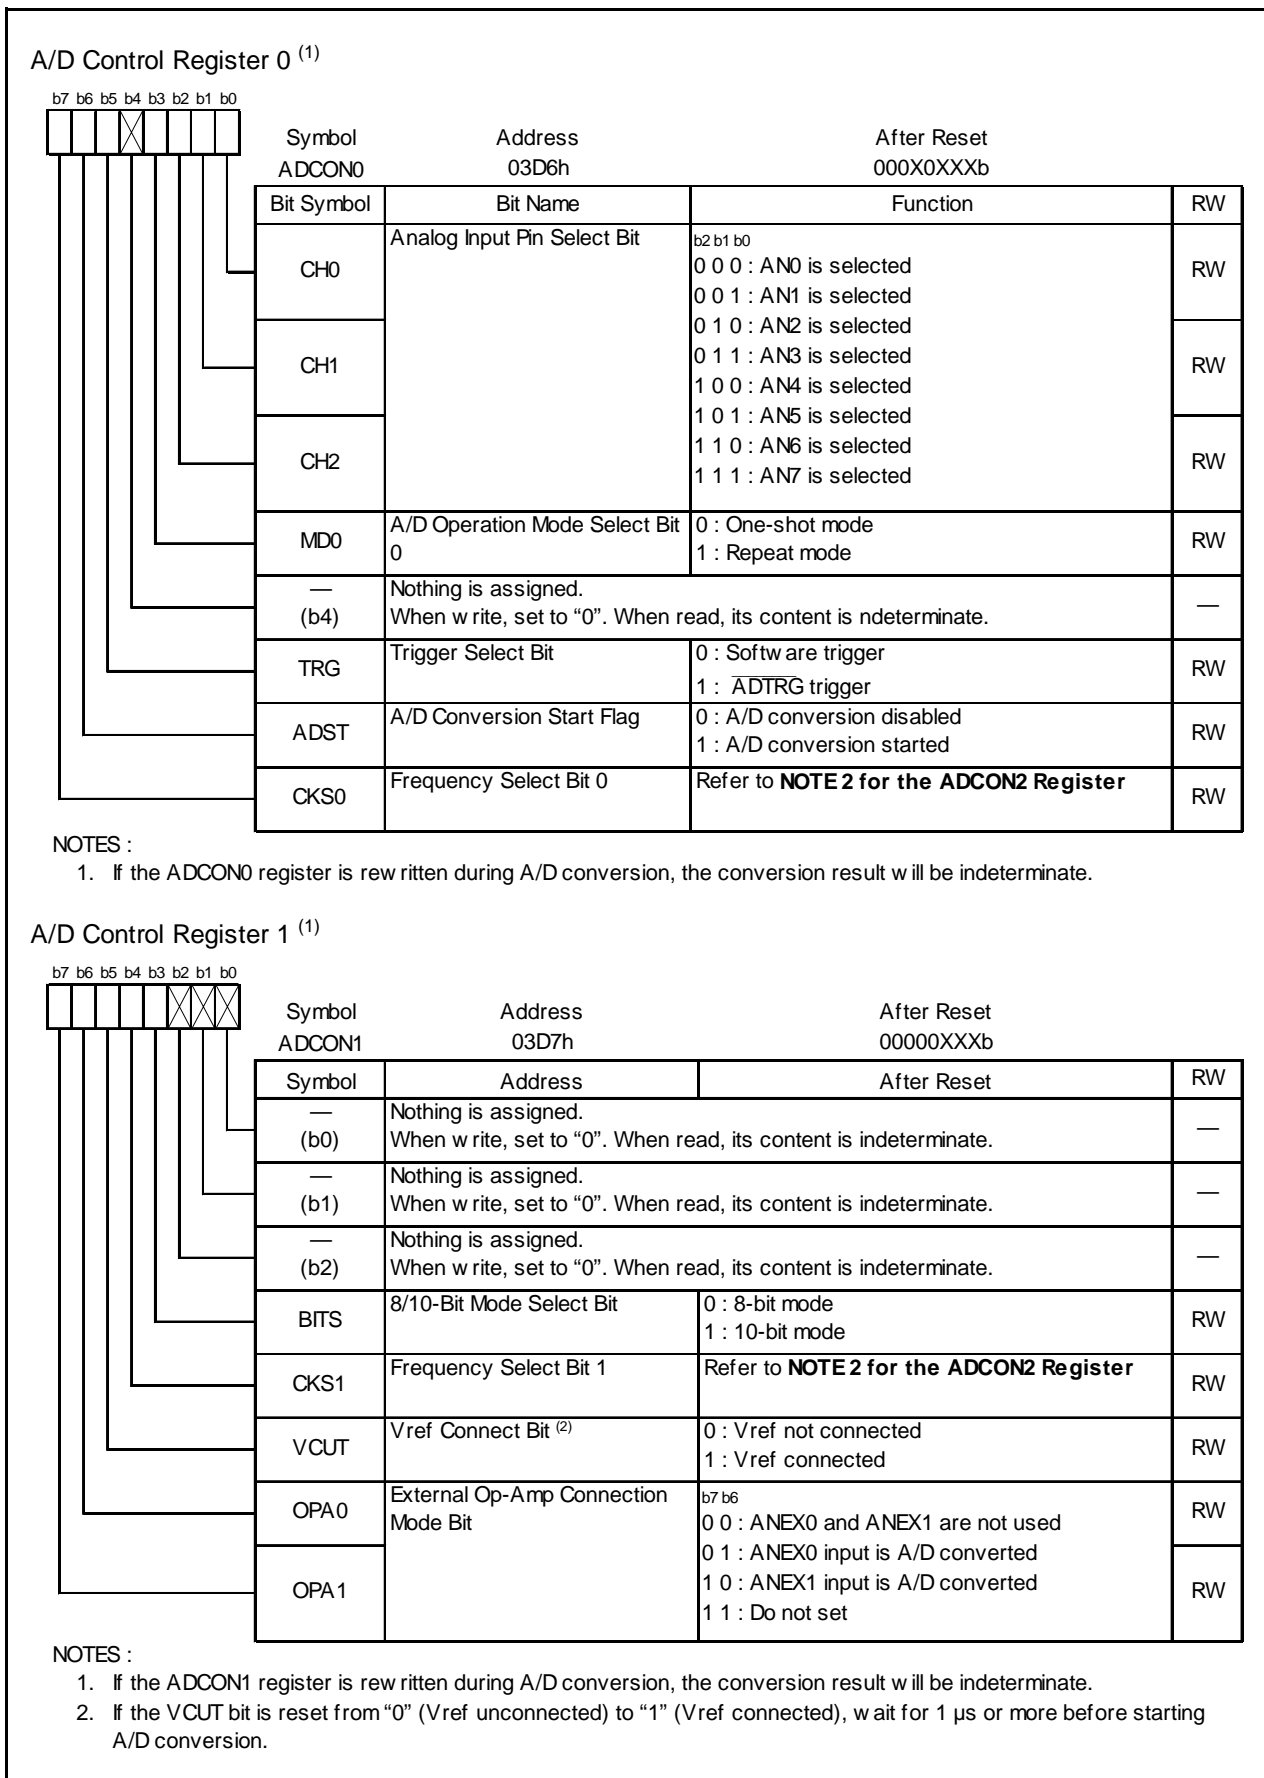 A/D Control Register 0 (1)
b7 b6 b5 b4 b3 b2 b1 b0
Symbol Address After Reset
ADCON0 03D6h 000X0XXXb
Bit Symbol Bit Name Function RW
CH0 Analog Input Pin Select Bit b2 b1 b0 RW
0 0 0 : AN0 is selected
0 0 1 : AN1 is selected
0 1 0 : AN2 is selected
CH1 0 1 1 : AN3 is selected RW
1 0 0 : AN4 is selected
1 0 1 : AN5 is selected
CH2 1 1 0 : AN6 is selected RW
1 1 1 : AN7 is selected
MD0 A/D Operation Mode Select Bit 0 : One-shot mode RW
0 1 : Repeat mode
— Nothing is assigned. —
(b4) When write, set to “0”. When read, its content is ndeterminate.
TRG Trigger Select Bit 0 : Software trigger RW
1 : ADTRG trigger
ADST A/D Conversion Start Flag 0 : A/D conversion disabled RW
1 : A/D conversion started
CKS0 Frequency Select Bit 0 Refer to NOTE 2 for the ADCON2 Register RW
NOTES :
1. If the ADCON0 register is rewritten during A/D conversion, the conversion result will be indeterminate.
A/D Control Register 1 (1)
b7 b6 b5 b4 b3 b2 b1 b0
Symbol Address After Reset
ADCON1 03D7h 00000XXXb
Symbol Address After Reset RW
— Nothing is assigned. —
(b0) When write, set to “0”. When read, its content is indeterminate.
— Nothing is assigned. —
(b1) When write, set to “0”. When read, its content is indeterminate.
— Nothing is assigned. —
(b2) When write, set to “0”. When read, its content is indeterminate.
BITS 8/10-Bit Mode Select Bit 0 : 8-bit mode RW
1 : 10-bit mode
CKS1 Frequency Select Bit 1 Refer to NOTE 2 for the ADCON2 Register RW
VCUT Vref Connect Bit (2) 0 : Vref not connected RW
1 : Vref connected
OPA0 External Op-Amp Connection b7 b6 RW
Mode Bit 0 0 : ANEX0 and ANEX1 are not used
0 1 : ANEX0 input is A/D converted
OPA1 1 0 : ANEX1 input is A/D converted RW
1 1 : Do not set
NOTES :
1. If the ADCON1 register is rewritten during A/D conversion, the conversion result will be indeterminate.
2. If the VCUT bit is reset from “0” (Vref unconnected) to “1” (Vref connected), wait for 1 µs or more before starting
A/D conversion.